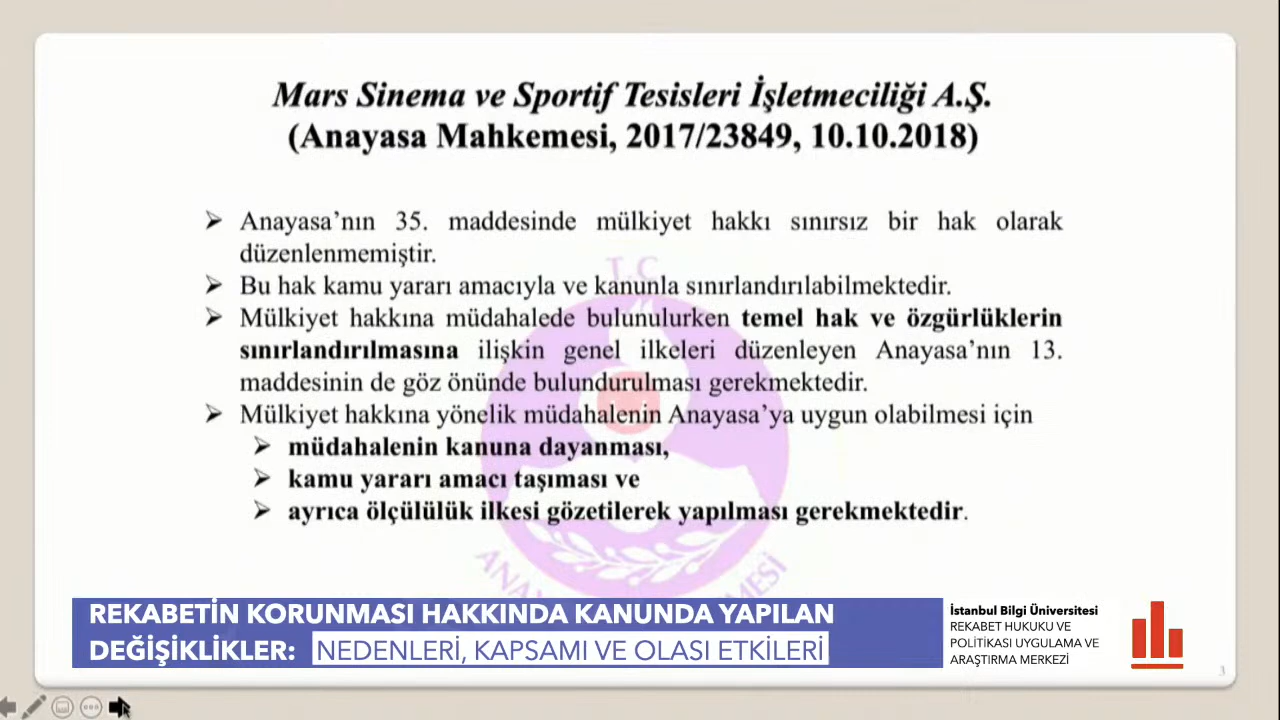 Mars Sinema ve Sportif Tesisleri İşletmeciliği A.Ş.
(Anayasa Mahkemesi, 2017/23849, 10.10.2018)
➢ Anayasa’nın 35. maddesinde mülkiyet hakkı sınırsız bir hak olarak
düzenlenmemiştir.
➢ Bu hak kamu yararı amacıyla ve kanunla sınırlandırılabilmektedir.
➢ Mülkiyet hakkına müdahalede bulunulurken temel hak ve özgürlüklerin
sınırlandırılmasına ilişkin genel ilkeleri düzenleyen Anayasa’nın 13.
maddesinin de göz önünde bulundurulması gerekmektedir.
➢ Mülkiyet hakkına yönelik müdahalenin Anayasa’ya uygun olabilmesi için
➢ müdahalenin kanuna dayanması,
➢ kamu yararı amacı taşıması ve
➢ ayrıca ölçülülük ilkesi gözetilerek yapılması gerekmektedir.
T.C
REKABETİN KORUNMASI HAKKINDA KANUNDA YAPILAN
DEĞİŞİKLİKLER: NEDENLERİ, KAPSAMI VE OLASI ETKİLERİ
İstanbul Bilgi Üniversitesi
REKABET HUKUKU VE
POLİTİKASI UYGULAMA VE
ARAŞTIRMA MERKEZİ
3